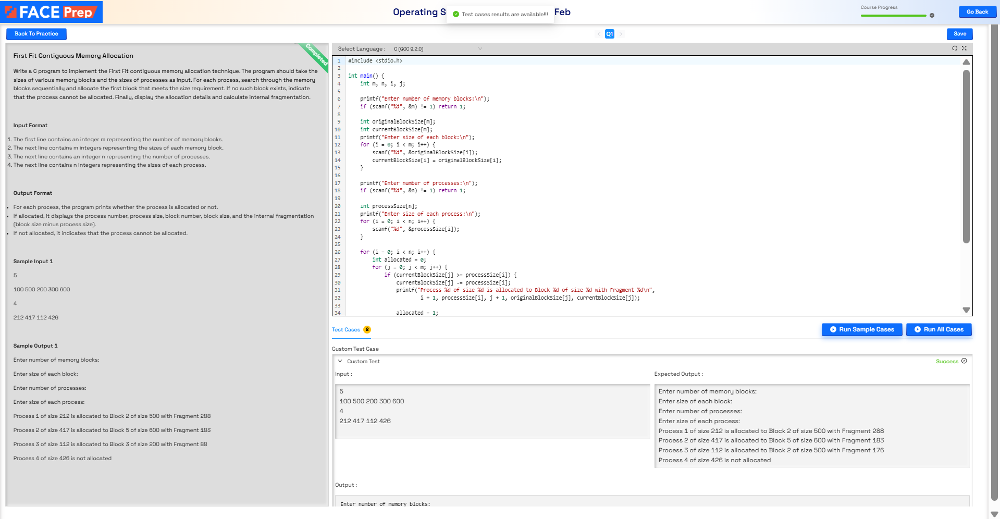 FACE Prep
Operating S
Test cases results are available!!!
Feb
Course Progress
Go Back
Back To Practice
< Q1 >
Save
First Fit Contiguous Memory Allocation
Completed
Write a C program to implement the First Fit contiguous memory allocation technique. The program should take the
sizes of various memory blocks and the sizes of processes as input. For each process, search through the memory
blocks sequentially and allocate the first block that meets the size requirement. If no such block exists, indicate
that the process cannot be allocated. Finally, display the allocation details and calculate internal fragmentation.
Input Format
1. The first line contains an integer m representing the number of memory blocks.
2. The next line contains m integers representing the sizes of each memory block.
3. The next line contains an integer n representing the number of processes.
4. The next line contains n integers representing the sizes of each process.
Output Format
• For each process, the program prints whether the process is allocated or not.
• If allocated, it displays the process number, process size, block number, block size, and the internal fragmentation
(block size minus process size).
• If not allocated, it indicates that the process cannot be allocated.
Sample Input 1
5
100 500 200 300 600
4
212 417 112 426
Sample Output 1
Enter number of memory blocks:
Enter size of each block:
Enter number of processes:
Enter size of each process:
Process 1 of size 212 is allocated to Block 2 of size 500 with Fragment 288
Process 2 of size 417 is allocated to Block 5 of size 600 with Fragment 183
Process 3 of size 112 is allocated to Block 3 of size 200 with Fragment 88
Process 4 of size 426 is not allocated
Select Language : C (GCC 9.2.0)
1 #include <stdio.h>
2
3 int main() {
4     int m, n, i, j;
5
6     printf("Enter number of memory blocks:\n");
7     if (scanf("%d", &m) != 1) return 1;
8
9     int originalBlockSize[m];
10     int currentBlockSize[m];
11     printf("Enter size of each block:\n");
12     for (i = 0; i < m; i++) {
13         scanf("%d", &originalBlockSize[i]);
14         currentBlockSize[i] = originalBlockSize[i];
15     }
16
17     printf("Enter number of processes:\n");
18     if (scanf("%d", &n) != 1) return 1;
19
20     int processSize[n];
21     printf("Enter size of each process:\n");
22     for (i = 0; i < n; i++) {
23         scanf("%d", &processSize[i]);
24     }
25
26     for (i = 0; i < n; i++) {
27         int allocated = 0;
28         for (j = 0; j < m; j++) {
29             if (currentBlockSize[j] >= processSize[i]) {
30                 currentBlockSize[j] -= processSize[i];
31                 printf("Process %d of size %d is allocated to Block %d of size %d with Fragment %d\n",
32                         i + 1, processSize[i], j + 1, originalBlockSize[j], currentBlockSize[j]);
33
34                 allocated = 1;
Test Cases 2
Run Sample Cases
Run All Cases
Custom Test Case
Custom Test
Success
Input :
5
100 500 200 300 600
4
212 417 112 426
Expected Output :
Enter number of memory blocks:
Enter size of each block:
Enter number of processes:
Enter size of each process:
Process 1 of size 212 is allocated to Block 2 of size 500 with Fragment 288
Process 2 of size 417 is allocated to Block 5 of size 600 with Fragment 183
Process 3 of size 112 is allocated to Block 2 of size 500 with Fragment 176
Process 4 of size 426 is not allocated
Output :
Enter number of memory blocks: